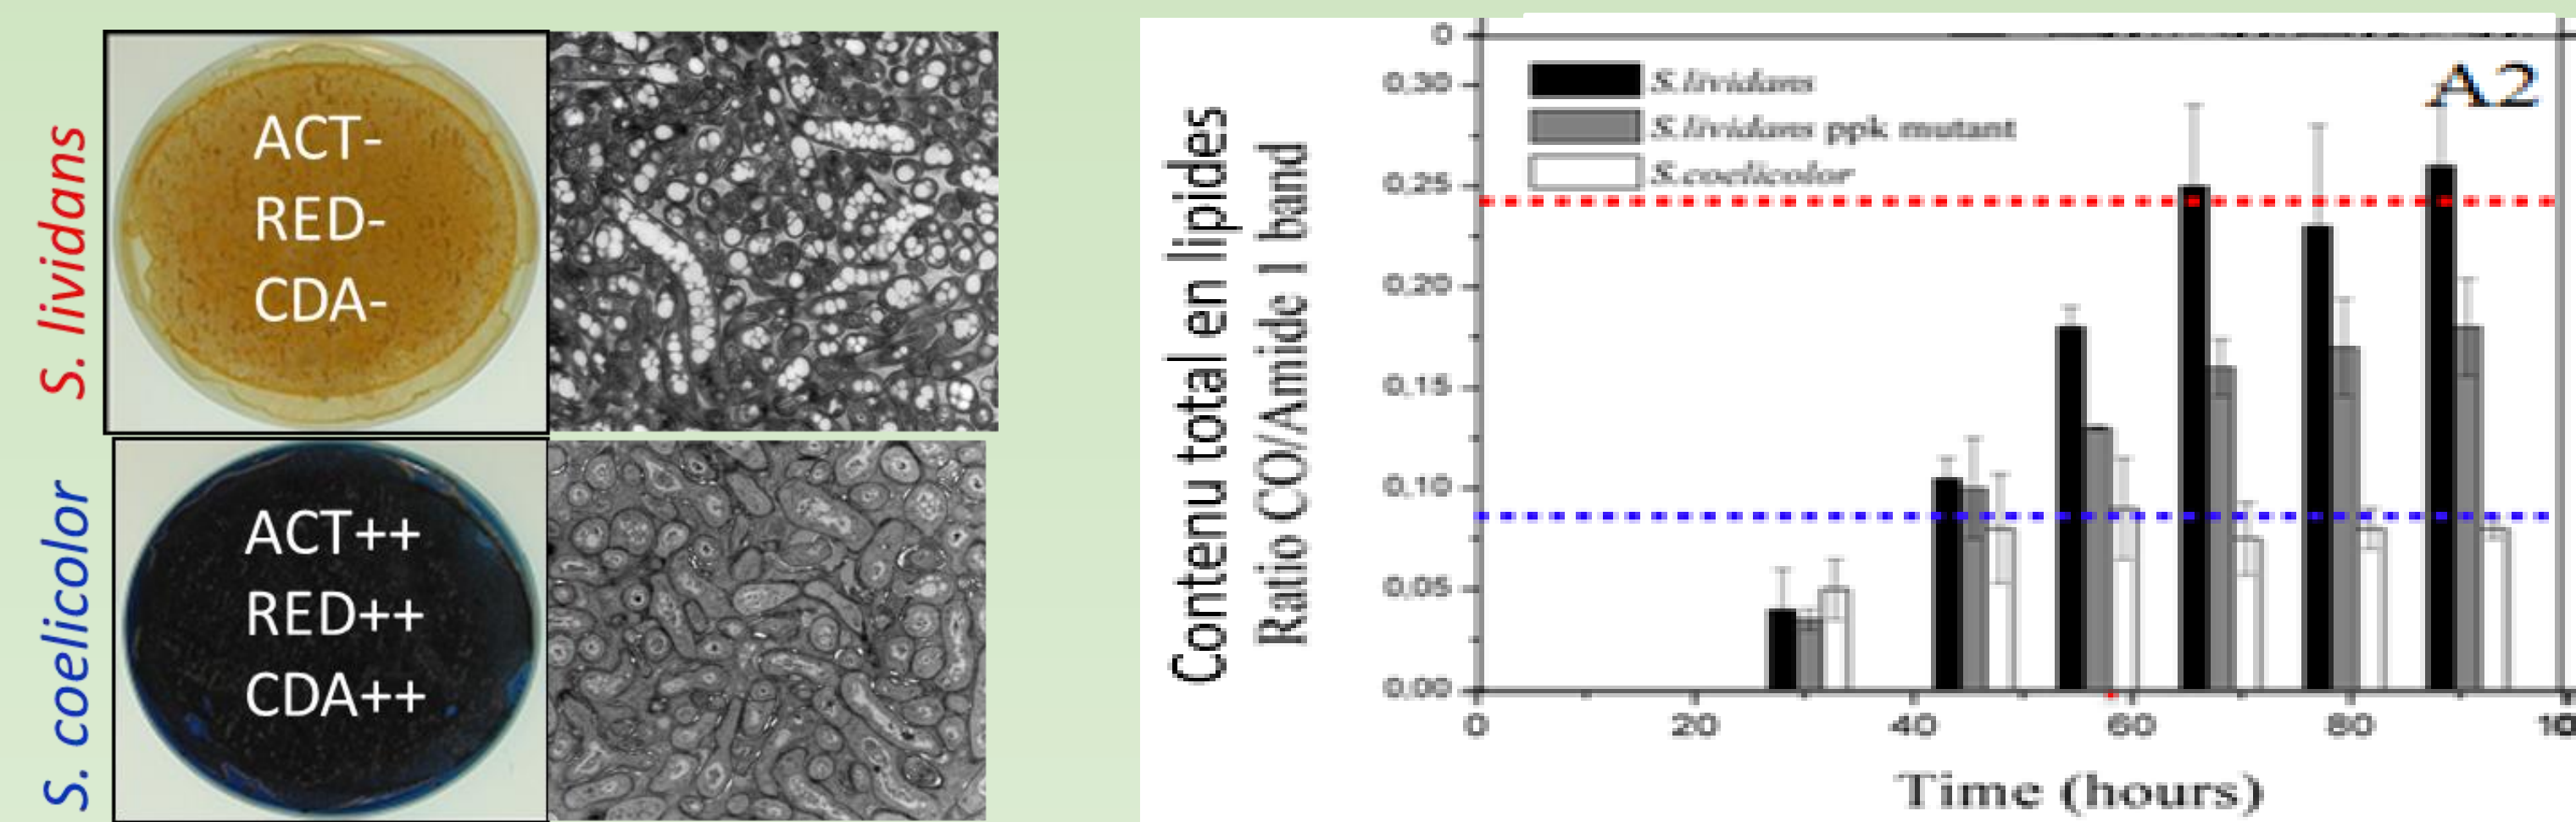 S. lividans
ACT-
RED-
CDA-
S. coelicolor
ACT++
RED++
CDA++
Contenu total en lipides
Ratio CO/Amide 1 band
0
0,30
0,25
0,20
0,15
0,10
0,05
0,00
S.lividans
S.lividans ppk mutant
S.coelicolor
A2
0
20
40
60
80
10
Time (hours)